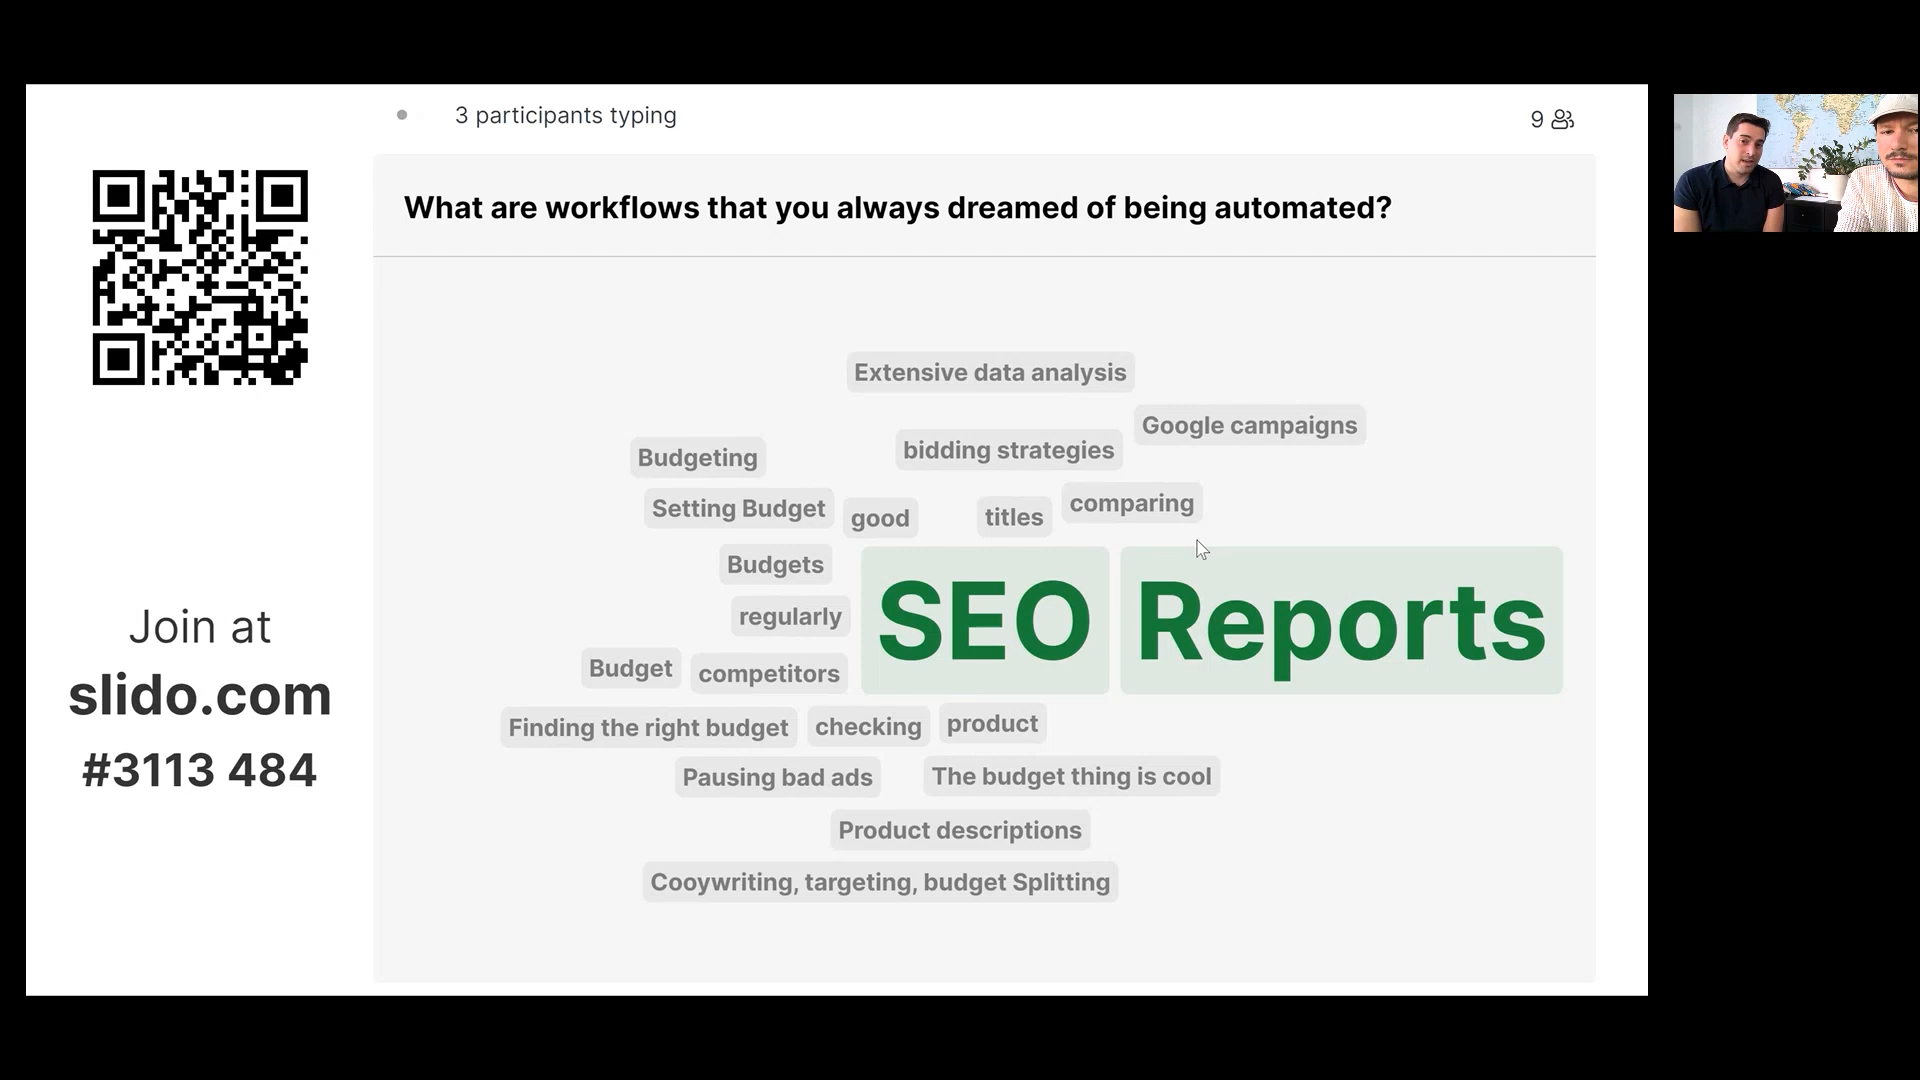 3 participants typing
9
What are workflows that you always dreamed of being automated?
Extensive data analysis
Google campaigns
bidding strategies
Budgeting
comparing
Setting Budget
good
titles
Budgets
SEO
Reports
regularly
Budget
competitors
Finding the right budget
checking
product
Pausing bad ads
The budget thing is cool
Product descriptions
Cooywriting, targeting, budget Splitting
Join at
slido.com
#3113 484